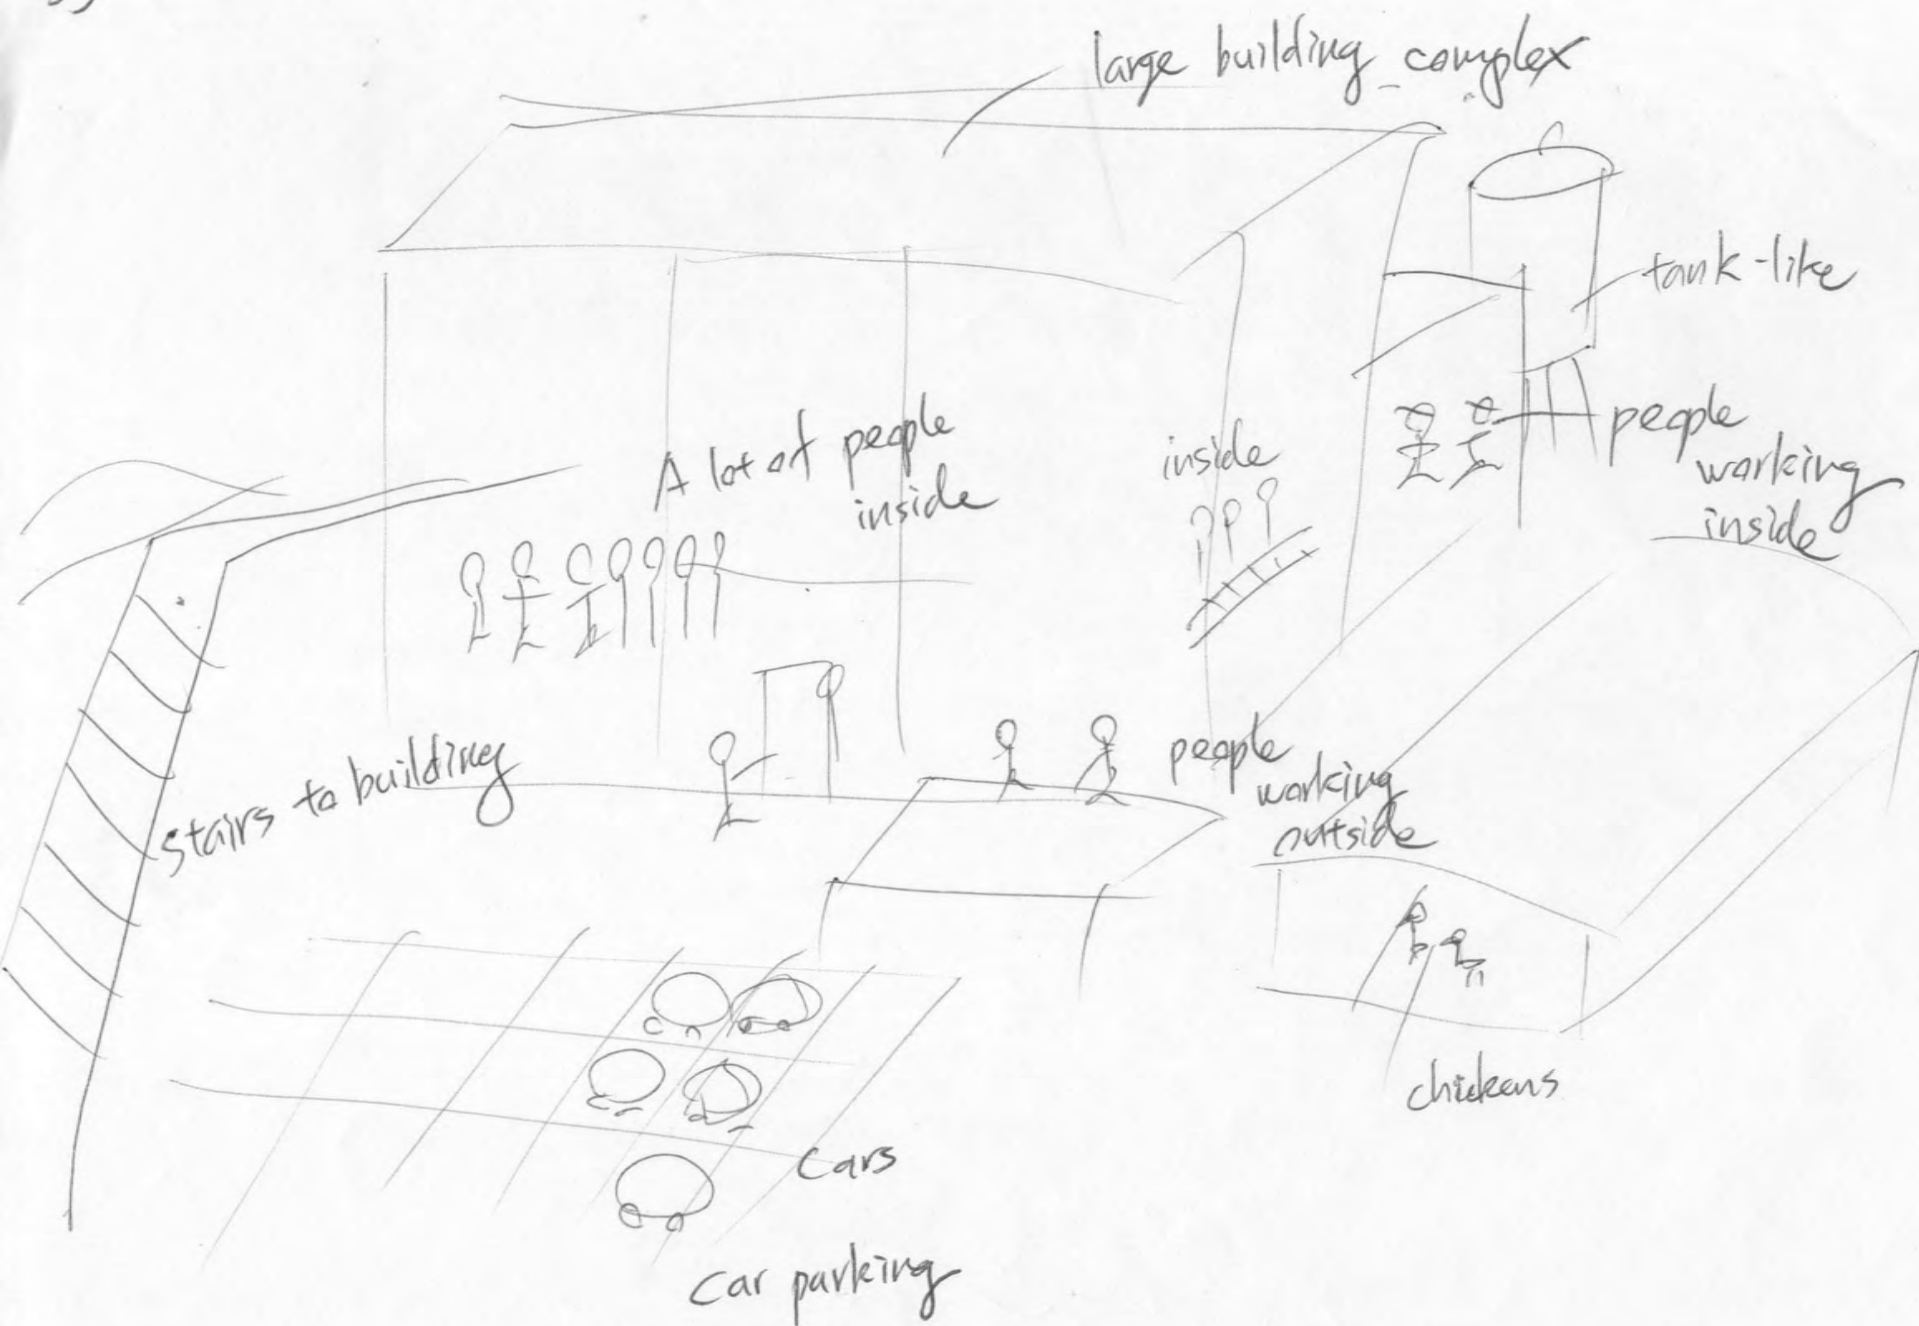 large building complex
tank-like
people
working
inside
A lot of people
inside
inside
stairs to building
people
working
outside
chickens
cars
car parking